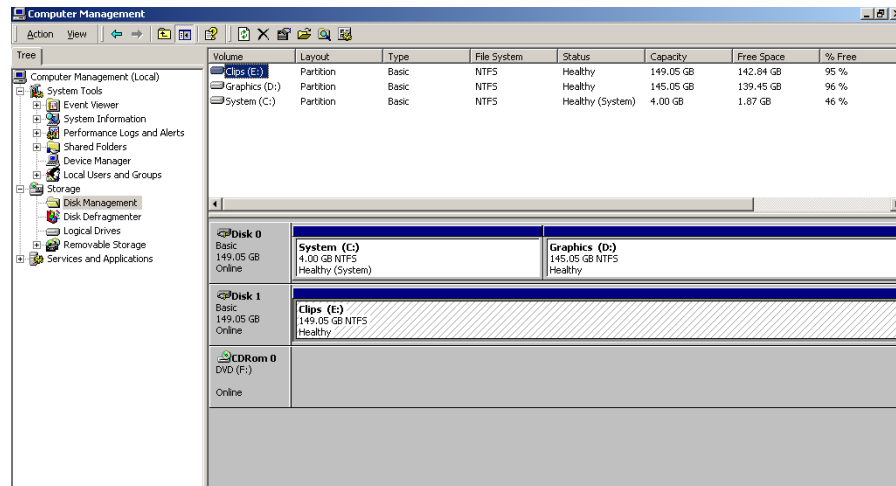 Computer Management
Action View
Tree
Computer Management (Local)
System Tools
Event Viewer
System Information
Performance Logs and Alerts
Shared Folders
Device Manager
Local Users and Groups
Storage
Disk Management
Disk Defragmenter
Logical Drives
Removable Storage
Services and Applications
Volume Layout Type File System Status Capacity Free Space % Free
Clips (E:) Partition Basic NTFS Healthy 149.05 GB 142.84 GB 95 %
Graphics (D:) Partition Basic NTFS Healthy 145.05 GB 139.45 GB 96 %
System (C:) Partition Basic NTFS Healthy (System) 4.00 GB 1.87 GB 46 %
Disk 0
Basic
149.05 GB
Online
System (C:)
4.00 GB NTFS
Healthy (System)
Graphics (D:)
145.05 GB NTFS
Healthy
Disk 1
Basic
149.05 GB
Online
Clips (E:)
149.05 GB NTFS
Healthy
CDRom 0
DVD (F:)
Online